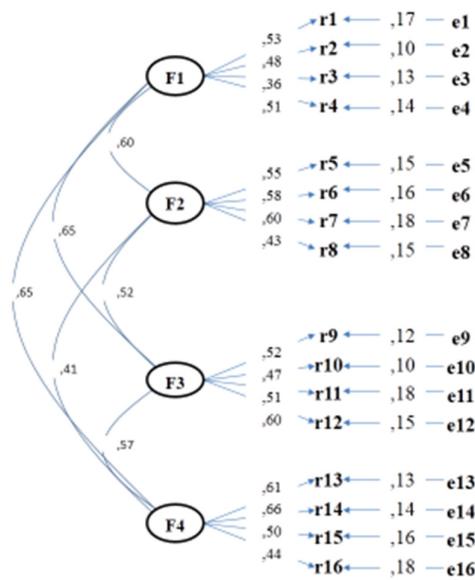 r1 ,17 e1
,53
r2 ,10 e2
,48
F1
r3 ,13 e3
,36
r4 ,14 e4
,51
,60
r5 ,15 e5
,55
r6 ,16 e6
,58
F2
r7 ,18 e7
,60
r8 ,15 e8
,43
,65
,65
,52
r9 ,12 e9
,52
r10 ,10 e10
,47
,41
F3
r11 ,18 e11
,51
r12 ,15 e12
,60
,57
r13 ,13 e13
,61
r14 ,14 e14
,66
F4
r15 ,16 e15
,50
r16 ,18 e16
,44